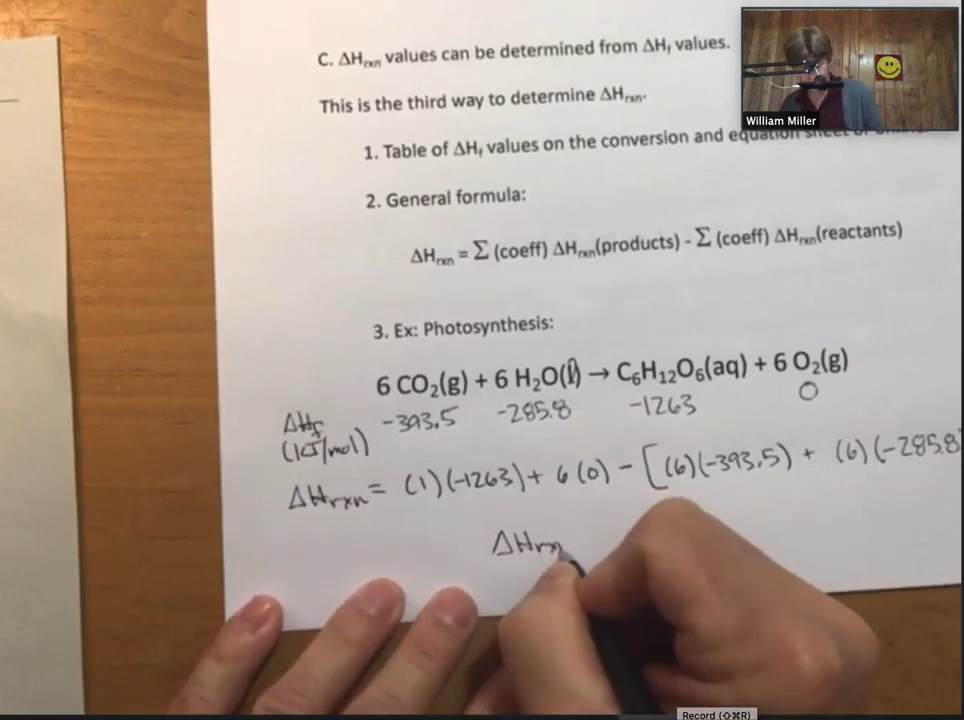 C. ΔHrxn values can be determined from ΔHf values.
William Miller
This is the third way to determine ΔHrxn.
1. Table of ΔHf values on the conversion and equation sheet
2. General formula:
ΔHrxn = Σ (coeff) ΔHrxn(products) - Σ (coeff) ΔHrxn(reactants)
3. Ex: Photosynthesis:
6 CO2(g) + 6 H2O(l) → C6H12O6(aq) + 6 O2(g)
ΔHf -393.5 -285.8 -1263 0
(kJ/mol)
ΔHrxn = (1)(-1263) + 6(0) - [(6)(-393.5) + (6)(-285.8)
ΔHrxn
Record (⇧⌘R)